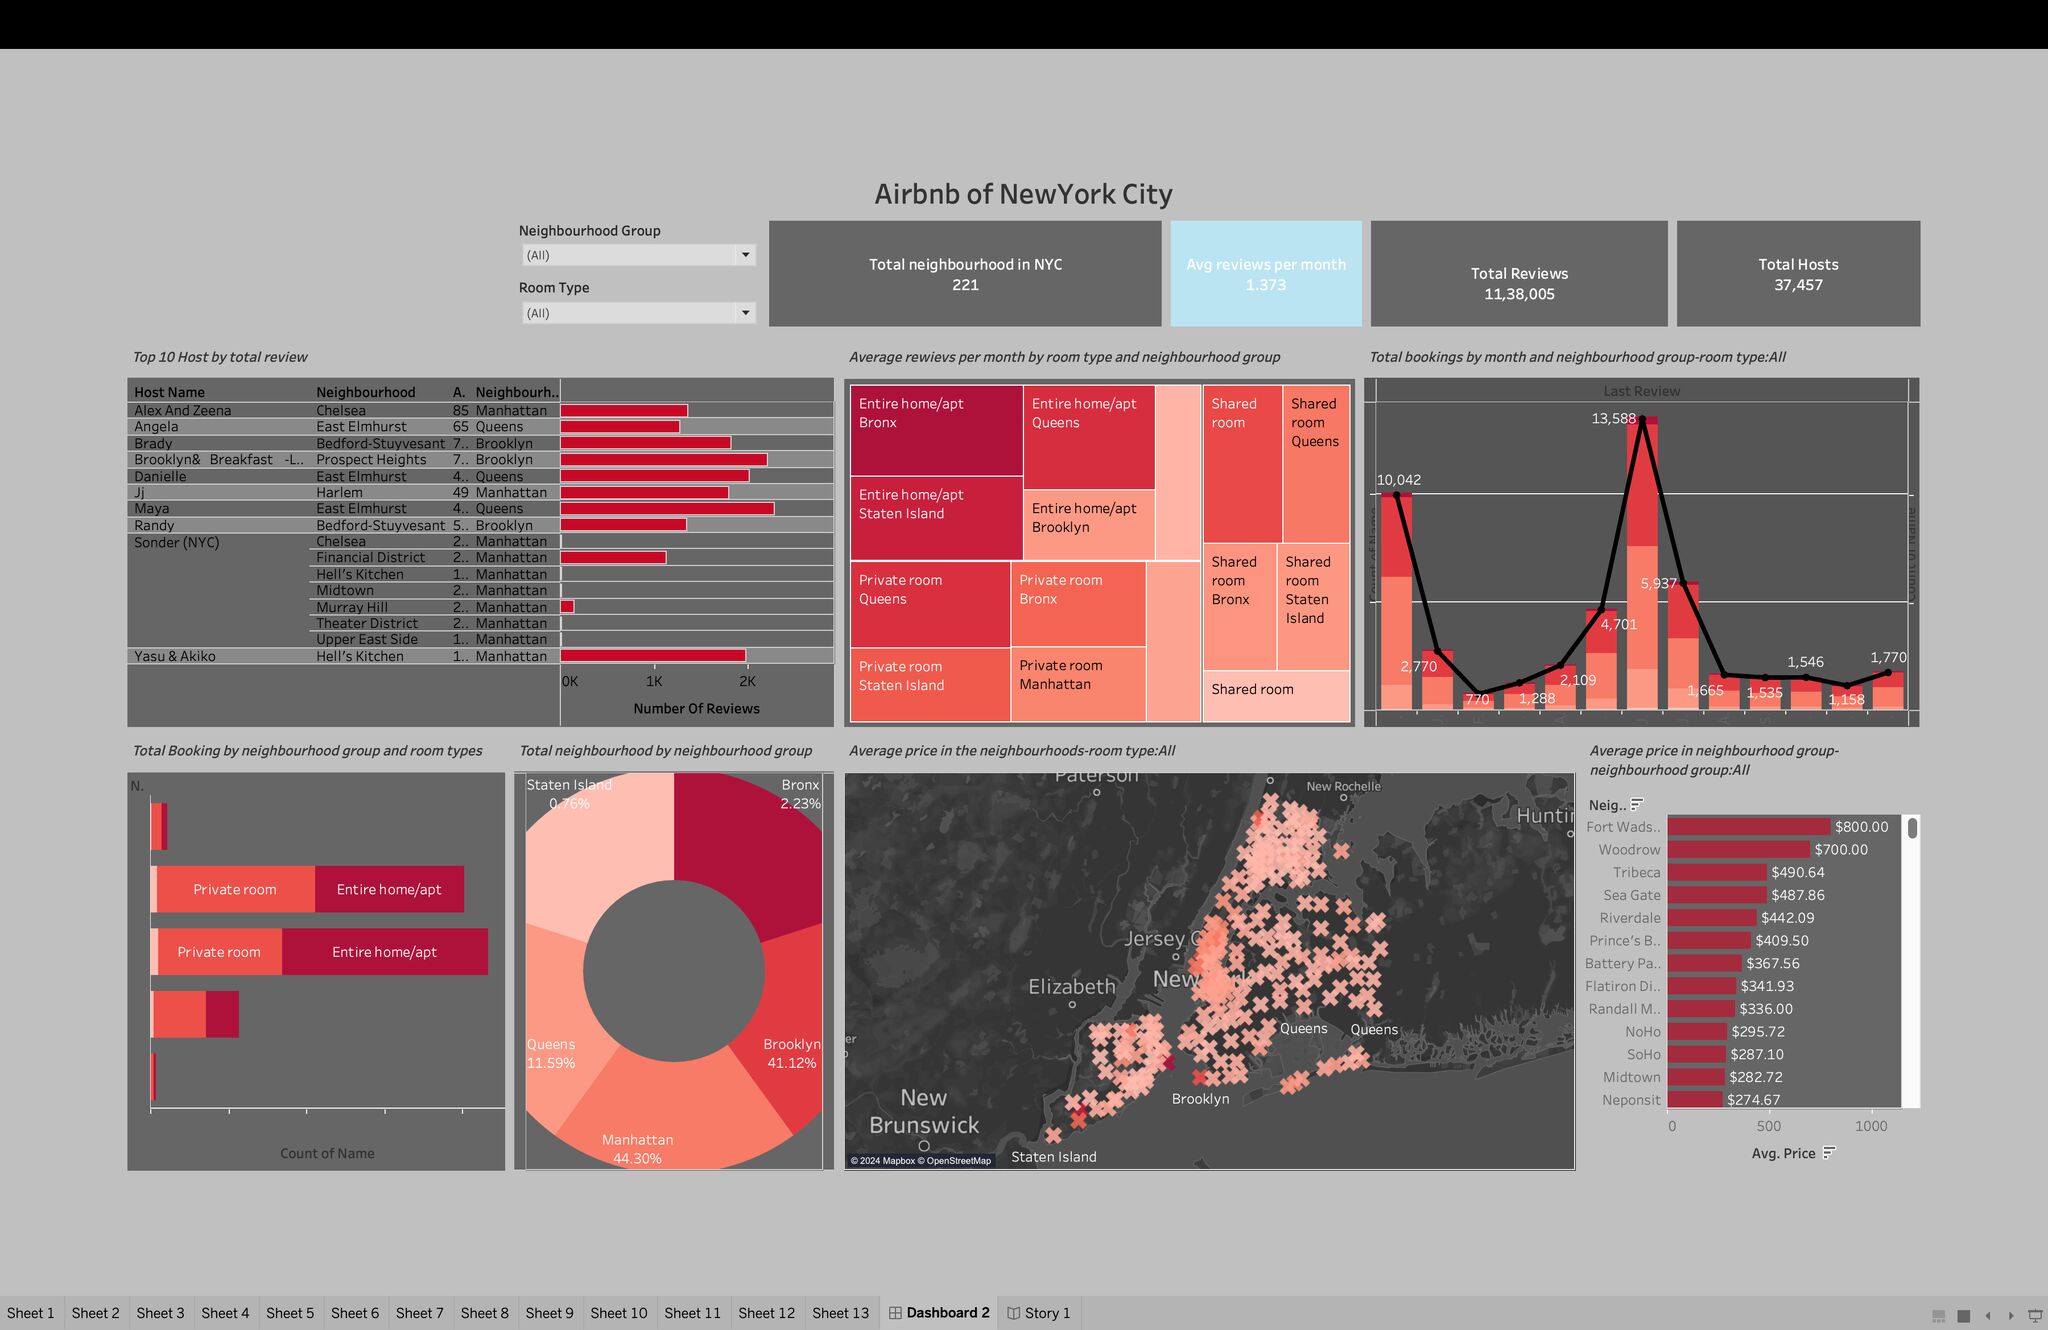 Airbnb of NewYork City
Neighbourhood Group
(All)
Room Type
(All)
Total neighbourhood in NYC
221
Avg reviews per month
1.373
Total Reviews
11,38,005
Total Hosts
37,457
Top 10 Host by total review
Host Name Neighbourhood A. Neighbourh..
Alex And Zeena Chelsea 85 Manhattan
Angela East Elmhurst 65 Queens
Brady Bedford-Stuyvesant 7.. Brooklyn
Brooklyn& Breakfast -L.. Prospect Heights 7.. Brooklyn
Danielle East Elmhurst 4.. Queens
Jj Harlem 49 Manhattan
Maya East Elmhurst 4.. Queens
Randy Bedford-Stuyvesant 5.. Brooklyn
Sonder (NYC) Chelsea 2.. Manhattan
Financial District 2.. Manhattan
Hell's Kitchen 1.. Manhattan
Midtown 2.. Manhattan
Murray Hill 2.. Manhattan
Theater District 2.. Manhattan
Upper East Side 1.. Manhattan
Yasu & Akiko Hell's Kitchen 1.. Manhattan
0K 1K 2K
Number Of Reviews
Average rewievs per month by room type and neighbourhood group
Entire home/apt
Bronx
Entire home/apt
Queens
Entire home/apt
Staten Island
Entire home/apt
Brooklyn
Private room
Queens
Private room
Bronx
Private room
Staten Island
Private room
Manhattan
Shared
room
Shared
room
Queens
Shared
room
Bronx
Shared
room
Staten
Island
Shared room
Total bookings by month and neighbourhood group-room type:All
Last Review
Count of Name
Count of Name
10,042
2,770
770
1,288
2,109
4,701
13,588
5,937
1,665
1,535
1,546
1,158
1,770
Total Booking by neighbourhood group and room types
N.
Private room Entire home/apt
Private room Entire home/apt
Count of Name
Total neighbourhood by neighbourhood group
Staten Island
0.76%
Bronx
2.23%
Queens
11.59%
Brooklyn
41.12%
Manhattan
44.30%
Average price in the neighbourhoods-room type:All
Paterson
New Rochelle
Huntin
Jersey C
New
Elizabeth
er
Queens
Queens
Brooklyn
New
Brunswick
Staten Island
© 2024 Mapbox © OpenStreetMap
Average price in neighbourhood group-
neighbourhood group:All
Neig..
Fort Wads.. $800.00
Woodrow $700.00
Tribeca $490.64
Sea Gate $487.86
Riverdale $442.09
Prince's B.. $409.50
Battery Pa.. $367.56
Flatiron Di.. $341.93
Randall M.. $336.00
NoHo $295.72
SoHo $287.10
Midtown $282.72
Neponsit $274.67
0 500 1000
Avg. Price
Sheet 1 Sheet 2 Sheet 3 Sheet 4 Sheet 5 Sheet 6 Sheet 7 Sheet 8 Sheet 9 Sheet 10 Sheet 11 Sheet 12 Sheet 13 Dashboard 2 Story 1